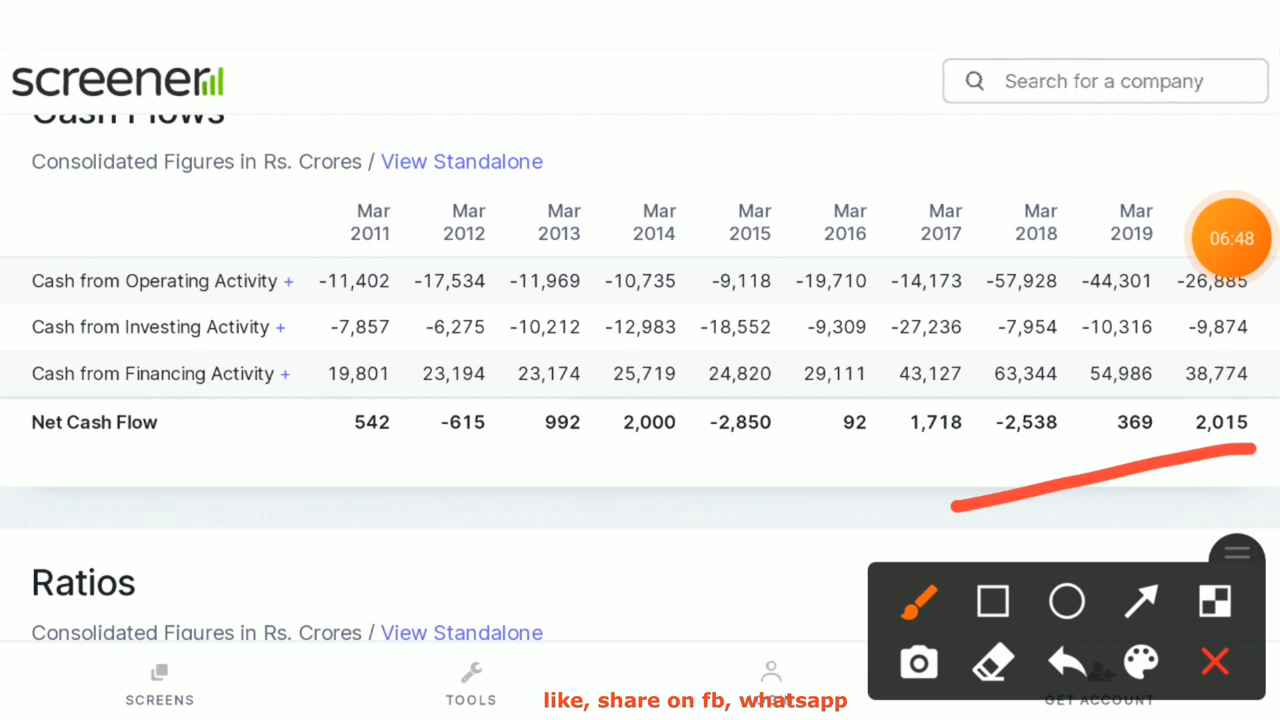 screener
Search for a company
Cash Flows
Consolidated Figures in Rs. Crores / View Standalone
Mar 2011 Mar 2012 Mar 2013 Mar 2014 Mar 2015 Mar 2016 Mar 2017 Mar 2018 Mar 2019
06:48
Cash from Operating Activity + -11,402 -17,534 -11,969 -10,735 -9,118 -19,710 -14,173 -57,928 -44,301 -26,885
Cash from Investing Activity + -7,857 -6,275 -10,212 -12,983 -18,552 -9,309 -27,236 -7,954 -10,316 -9,874
Cash from Financing Activity + 19,801 23,194 23,174 25,719 24,820 29,111 43,127 63,344 54,986 38,774
Net Cash Flow 542 -615 992 2,000 -2,850 92 1,718 -2,538 369 2,015
Ratios
Consolidated Figures in Rs. Crores / View Standalone
SCREENS TOOLS GET ACCOUNT
like, share on fb, whatsapp